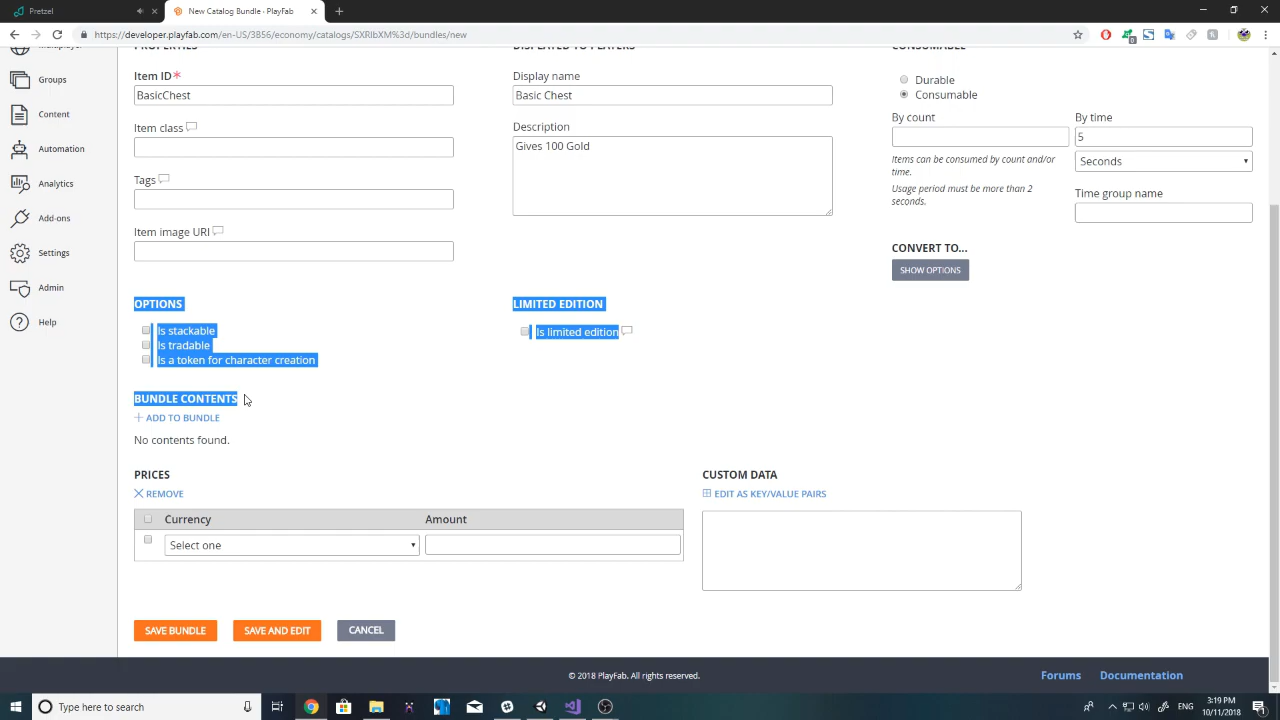 Pretzel
New Catalog Bundle - PlayFab
https://developer.playfab.com/en-US/3B56/economy/catalogs/SXRlbXM%3d/bundles/new
PROPERTIES
DISPLAYED TO PLAYERS
CONSUMABLE
Groups
Content
Automation
Analytics
Add-ons
Settings
Admin
Help
Item ID*
BasicChest
Item class
Tags
Item image URI
Display name
Basic Chest
Description
Gives 100 Gold
Durable
Consumable
By count
By time
5
Items can be consumed by count and/or
time.
Seconds
Usage period must be more than 2
seconds.
Time group name
CONVERT TO...
SHOW OPTIONS
OPTIONS
Is stackable
Is tradable
Is a token for character creation
LIMITED EDITION
Is limited edition
BUNDLE CONTENTS
ADD TO BUNDLE
No contents found.
PRICES
REMOVE
Currency Amount
Select one
CUSTOM DATA
EDIT AS KEY/VALUE PAIRS
SAVE BUNDLE
SAVE AND EDIT
CANCEL
© 2018 PlayFab. All rights reserved.
Forums
Documentation
Type here to search
ENG
3:19 PM
10/11/2018